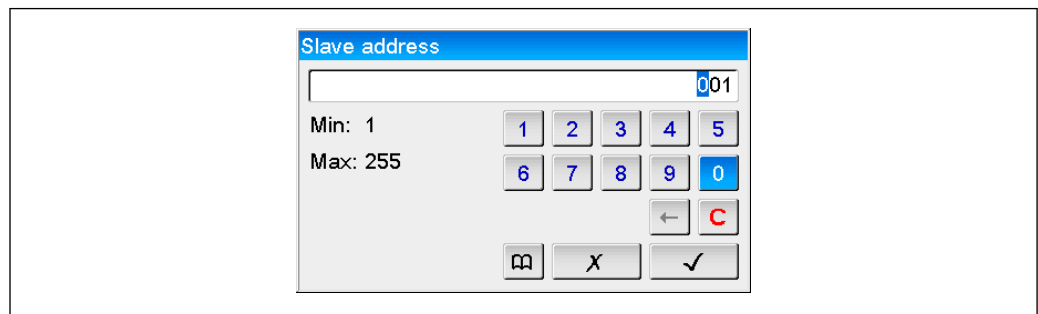 Slave address
001
Min: 1
Max: 255
1 2 3 4 5
6 7 8 9 0
← C
X ✓